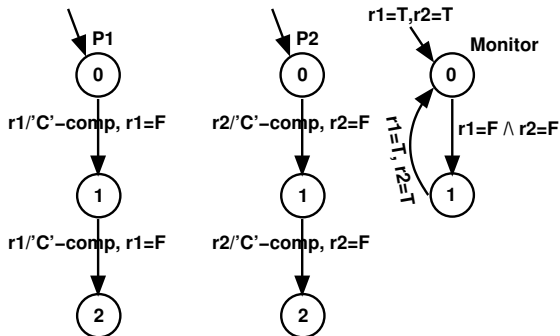 r1=T,r2=T
P1
P2
Monitor
0
0
0
r1/'C'−comp, r1=F
r2/'C'−comp, r2=F
r1=F /\ r2=F
r1=T, r2=T
1
1
1
r1/'C'−comp, r1=F
r2/'C'−comp, r2=F
2
2